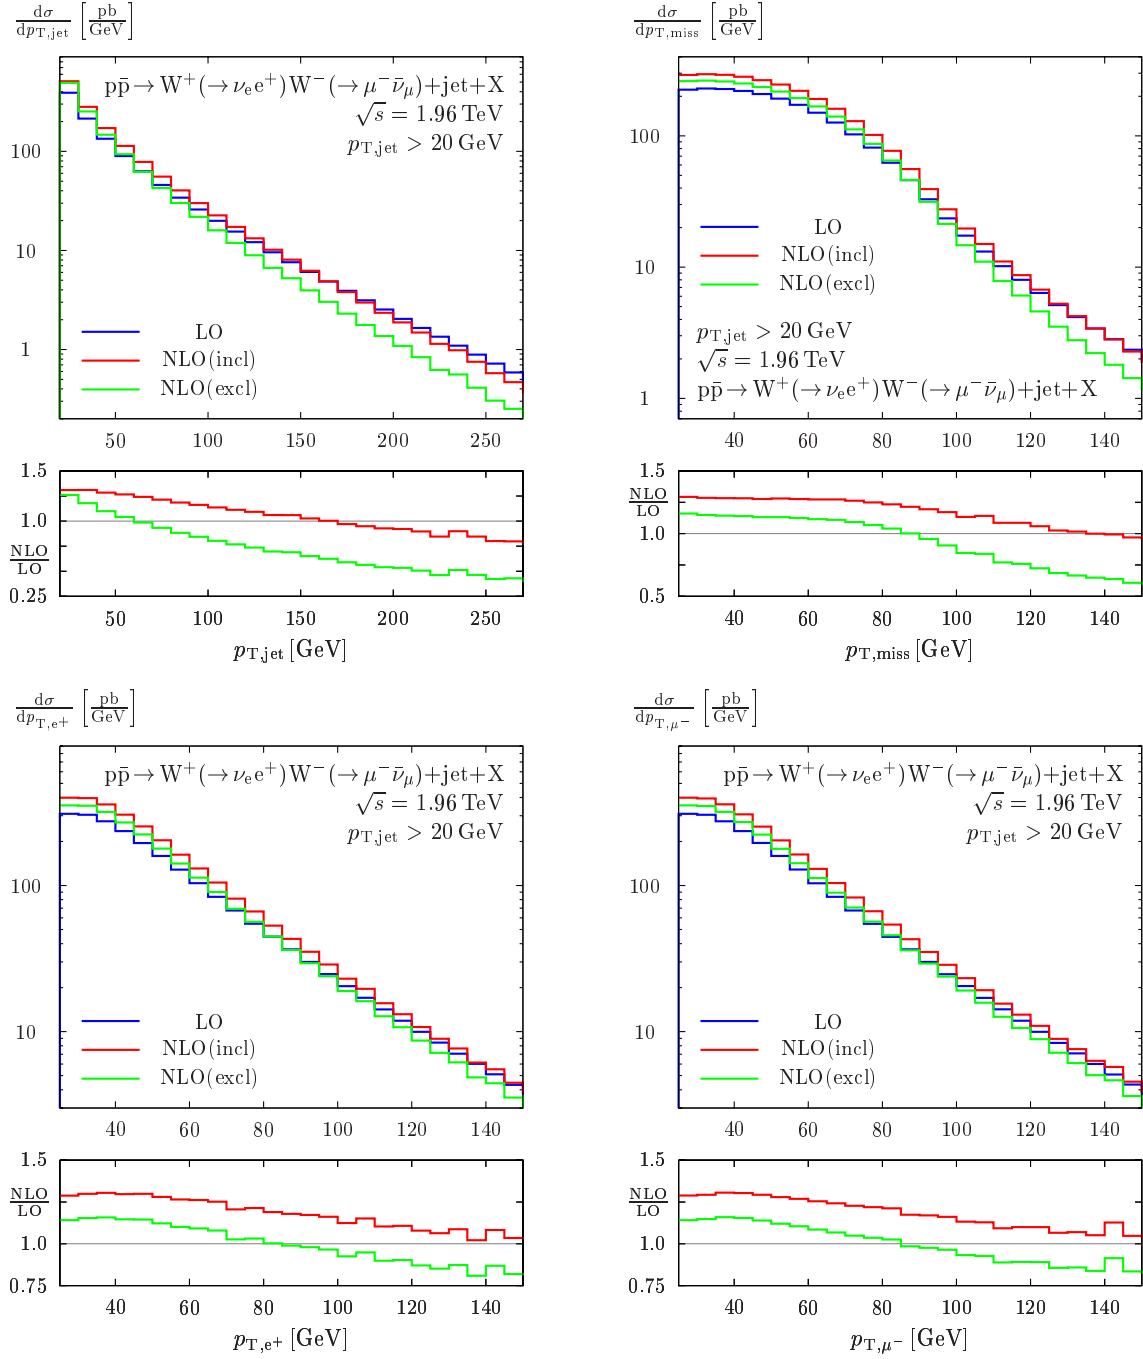 dσ/dp_T,jet [pb/GeV]
pp̄ → W⁺(→ν_e e⁺)W⁻(→μ⁻ν̄_μ)+jet+X
√s = 1.96 TeV
p_T,jet > 20 GeV
100
10
1
LO
NLO(incl)
NLO(excl)
50 100 150 200 250
1.5
1.0
NLO/LO
0.25
50 100 150 200 250
p_T,jet [GeV]
dσ/dp_T,miss [pb/GeV]
100
10
1
LO
NLO(incl)
NLO(excl)
p_T,jet > 20 GeV
√s = 1.96 TeV
pp̄ → W⁺(→ν_e e⁺)W⁻(→μ⁻ν̄_μ)+jet+X
40 60 80 100 120 140
1.5
NLO/LO
1.0
0.5
40 60 80 100 120 140
p_T,miss [GeV]
dσ/dp_T,e⁺ [pb/GeV]
pp̄ → W⁺(→ν_e e⁺)W⁻(→μ⁻ν̄_μ)+jet+X
√s = 1.96 TeV
p_T,jet > 20 GeV
100
10
LO
NLO(incl)
NLO(excl)
40 60 80 100 120 140
1.5
NLO/LO
1.0
0.75
40 60 80 100 120 140
p_T,e⁺ [GeV]
dσ/dp_T,μ⁻ [pb/GeV]
pp̄ → W⁺(→ν_e e⁺)W⁻(→μ⁻ν̄_μ)+jet+X
√s = 1.96 TeV
p_T,jet > 20 GeV
100
10
LO
NLO(incl)
NLO(excl)
40 60 80 100 120 140
1.5
NLO/LO
1.0
0.75
40 60 80 100 120 140
p_T,μ⁻ [GeV]